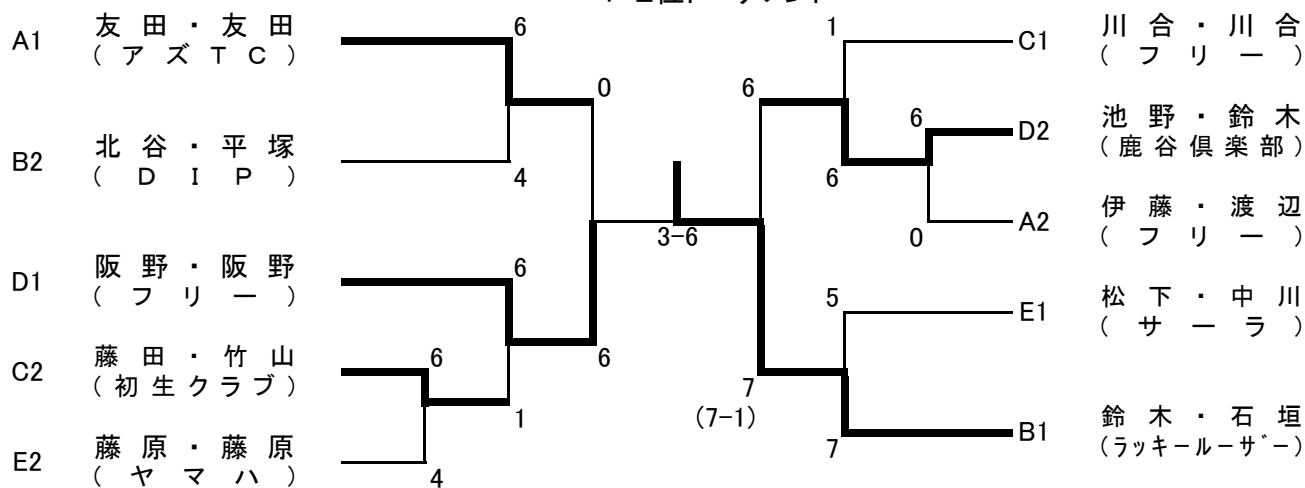 A1
友田・友田
(アズTC)
6
0
B2
北谷・平塚
(DIP)
4
D1
阪野・阪野
(フリー)
6
6
C2
藤田・竹山
(初生クラブ)
6
1
E2
藤原・藤原
(ヤマハ)
4
3-6
1
C1
川合・川合
(フリー)
6
6
D2
池野・鈴木
(鹿谷倶楽部)
6
A2
伊藤・渡辺
(フリー)
0
5
E1
松下・中川
(サーラ)
7
(7-1)
7
B1
鈴木・石垣
(ラッキールーザー)